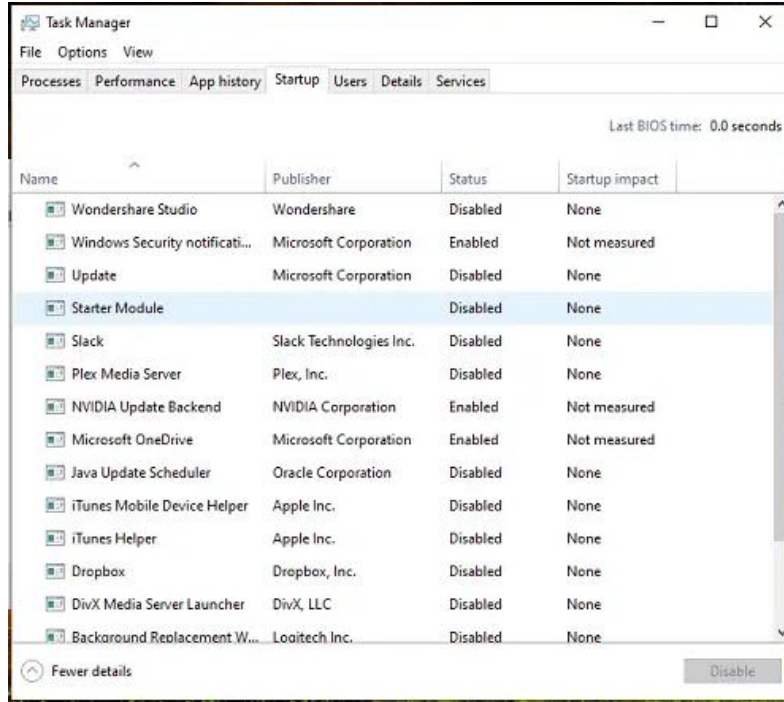 Task Manager
File Options View
Processes Performance App history Startup Users Details Services
Last BIOS time: 0.0 seconds
Name Publisher Status Startup impact
Wondershare Studio Wondershare Disabled None
Windows Security notificati... Microsoft Corporation Enabled Not measured
Update Microsoft Corporation Disabled None
Starter Module Disabled None
Slack Slack Technologies Inc. Disabled None
Plex Media Server Plex, Inc. Disabled None
NVIDIA Update Backend NVIDIA Corporation Enabled Not measured
Microsoft OneDrive Microsoft Corporation Enabled Not measured
Java Update Scheduler Oracle Corporation Disabled None
iTunes Mobile Device Helper Apple Inc. Disabled None
iTunes Helper Apple Inc. Disabled None
Dropbox Dropbox, Inc. Disabled None
DivX Media Server Launcher DivX, LLC Disabled None
Background Replacement W... Logitech Inc. Disabled None
Fewer details Disable